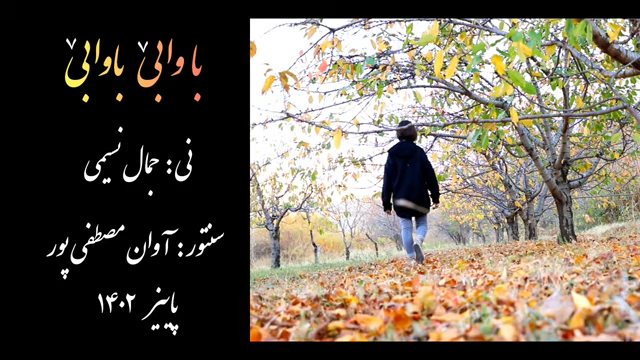 باوانێ باوانێ
نی: جمال نسیمی
سنتور: آوان مصطفی پور
پاییز ۱۴۰۲